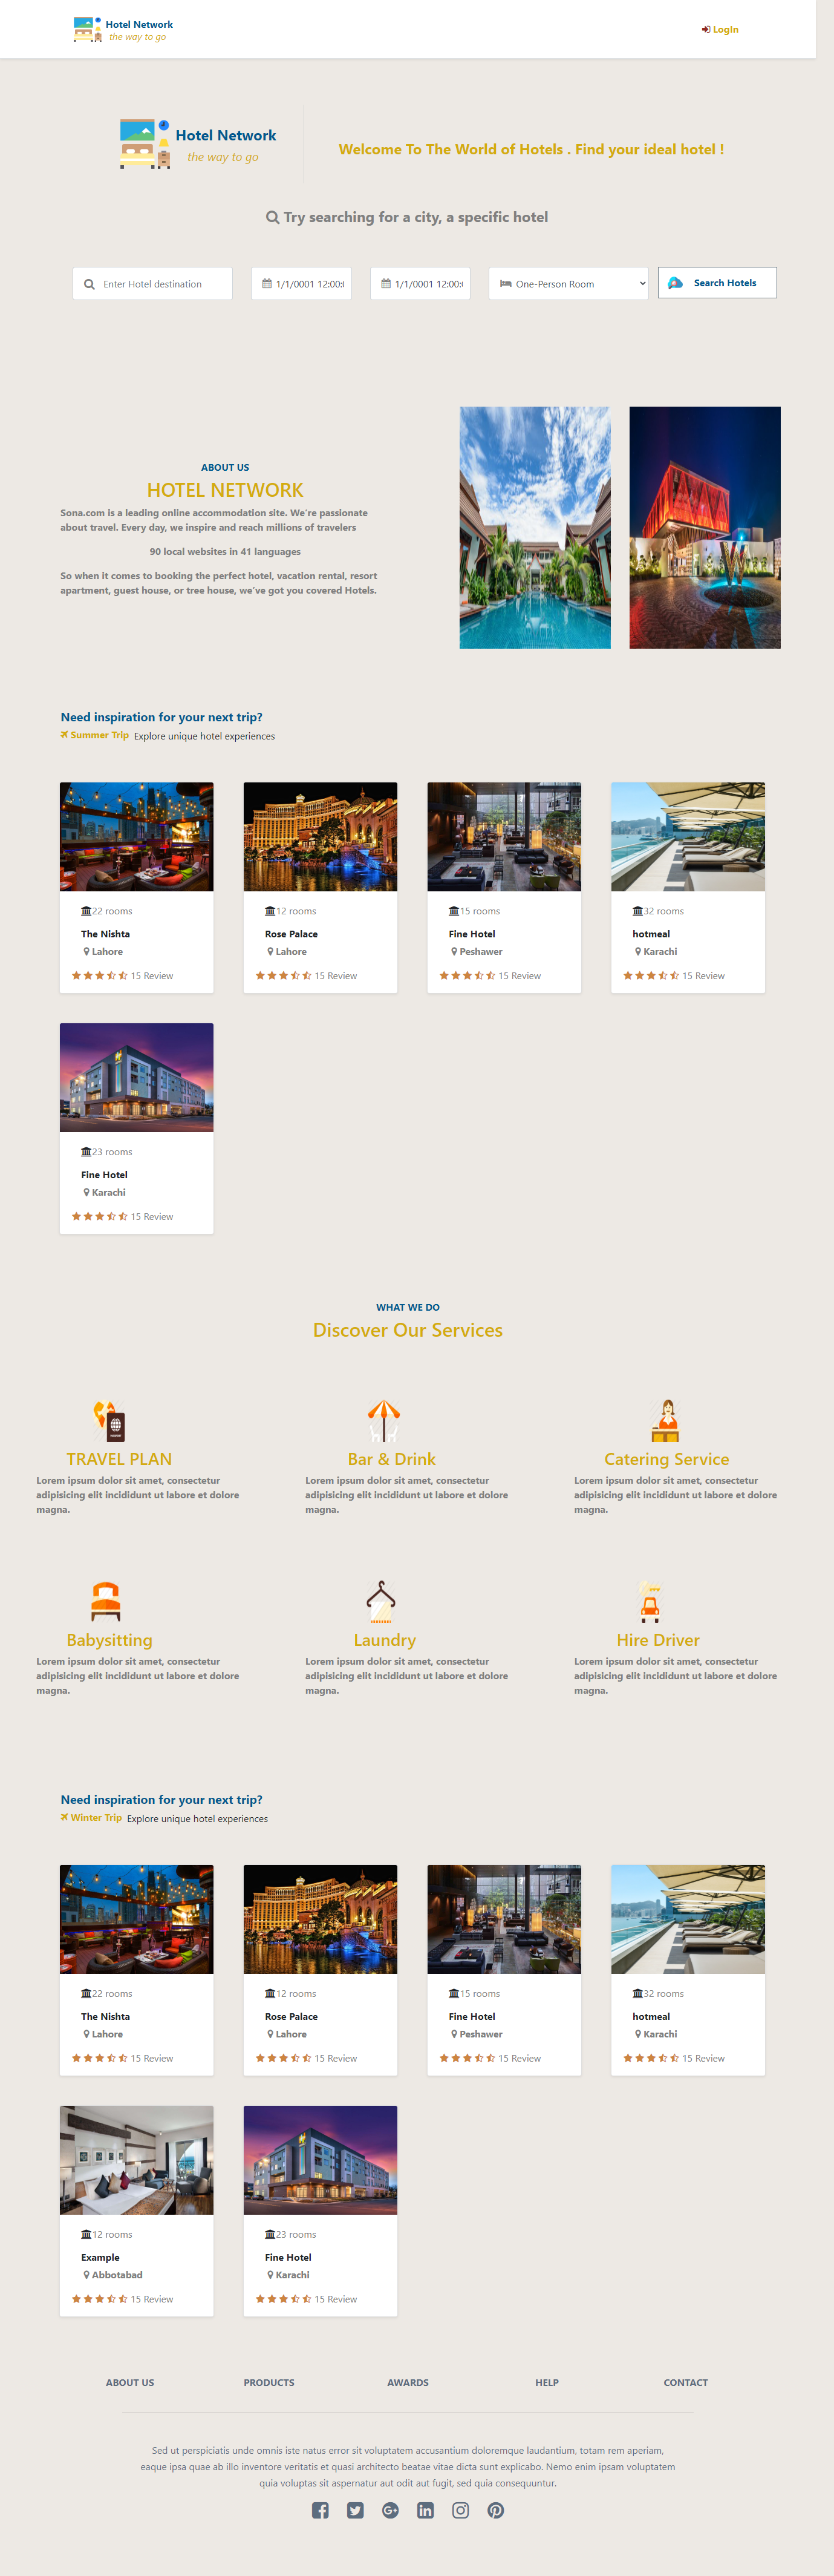 Hotel Network
the way to go
LogIn
Hotel Network
the way to go
Welcome To The World of Hotels . Find your ideal hotel !
Try searching for a city, a specific hotel
Enter Hotel destination
1/1/0001 12:00:
1/1/0001 12:00:
One-Person Room
Search Hotels
ABOUT US
HOTEL NETWORK
Sona.com is a leading online accommodation site. We're passionate
about travel. Every day, we inspire and reach millions of travelers
90 local websites in 41 languages
So when it comes to booking the perfect hotel, vacation rental, resort
apartment, guest house, or tree house, we've got you covered Hotels.
Need inspiration for your next trip?
Summer Trip Explore unique hotel experiences
22 rooms
The Nishta
Lahore
15 Review
12 rooms
Rose Palace
Lahore
15 Review
15 rooms
Fine Hotel
Peshawer
15 Review
32 rooms
hotmeal
Karachi
15 Review
23 rooms
Fine Hotel
Karachi
15 Review
WHAT WE DO
Discover Our Services
TRAVEL PLAN
Lorem ipsum dolor sit amet, consectetur
adipisicing elit incididunt ut labore et dolore
magna.
Bar & Drink
Lorem ipsum dolor sit amet, consectetur
adipisicing elit incididunt ut labore et dolore
magna.
Catering Service
Lorem ipsum dolor sit amet, consectetur
adipisicing elit incididunt ut labore et dolore
magna.
Babysitting
Lorem ipsum dolor sit amet, consectetur
adipisicing elit incididunt ut labore et dolore
magna.
Laundry
Lorem ipsum dolor sit amet, consectetur
adipisicing elit incididunt ut labore et dolore
magna.
Hire Driver
Lorem ipsum dolor sit amet, consectetur
adipisicing elit incididunt ut labore et dolore
magna.
Need inspiration for your next trip?
Winter Trip Explore unique hotel experiences
22 rooms
The Nishta
Lahore
15 Review
12 rooms
Rose Palace
Lahore
15 Review
15 rooms
Fine Hotel
Peshawer
15 Review
32 rooms
hotmeal
Karachi
15 Review
12 rooms
Example
Abbotabad
15 Review
23 rooms
Fine Hotel
Karachi
15 Review
ABOUT US
PRODUCTS
AWARDS
HELP
CONTACT
Sed ut perspiciatis unde omnis iste natus error sit voluptatem accusantium doloremque laudantium, totam rem aperiam,
eaque ipsa quae ab illo inventore veritatis et quasi architecto beatae vitae dicta sunt explicabo. Nemo enim ipsam voluptatem
quia voluptas sit aspernatur aut odit aut fugit, sed quia consequuntur.